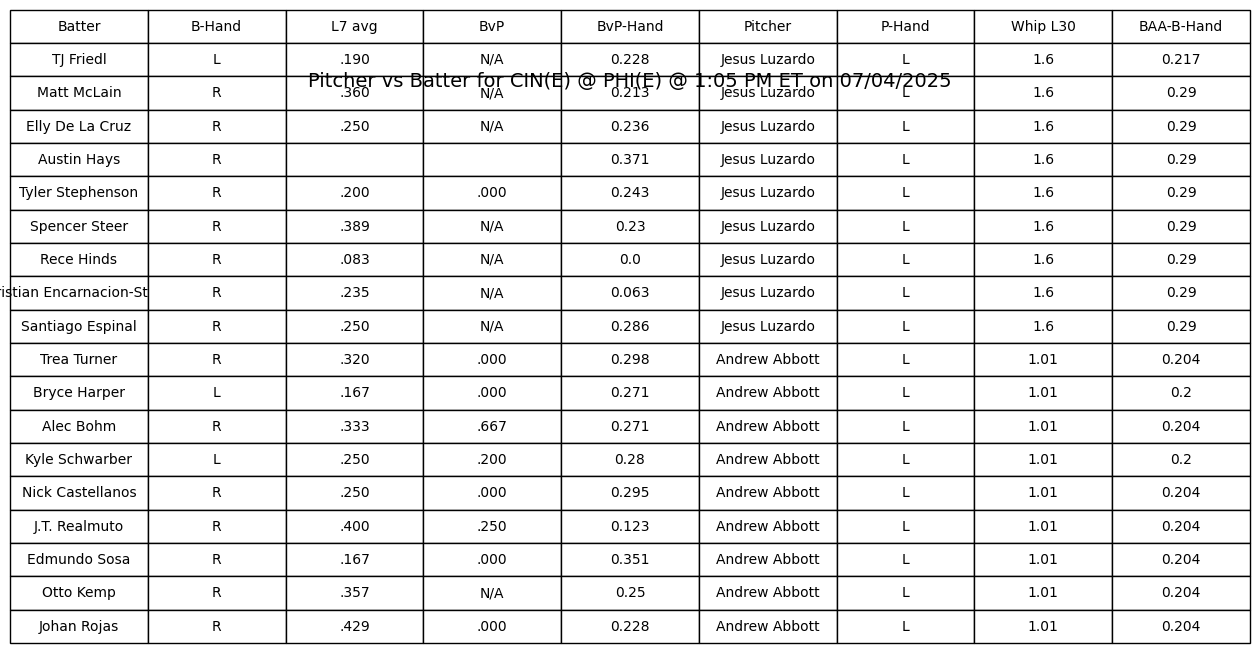 Batter B-Hand L7 avg BvP BvP-Hand Pitcher P-Hand Whip L30 BAA-B-Hand
TJ Friedl L .190 N/A 0.228 Jesus Luzardo L 1.6 0.217
Pitcher vs Batter for CIN(E) @ PHI(E) @ 1:05 PM ET on 07/04/2025
Matt McLain R .360 N/A 0.213 Jesus Luzardo L 1.6 0.29
Elly De La Cruz R .250 N/A 0.236 Jesus Luzardo L 1.6 0.29
Austin Hays R 0.371 Jesus Luzardo L 1.6 0.29
Tyler Stephenson R .200 .000 0.243 Jesus Luzardo L 1.6 0.29
Spencer Steer R .389 N/A 0.23 Jesus Luzardo L 1.6 0.29
Rece Hinds R .083 N/A 0.0 Jesus Luzardo L 1.6 0.29
istian Encarnacion-St R .235 N/A 0.063 Jesus Luzardo L 1.6 0.29
Santiago Espinal R .250 N/A 0.286 Jesus Luzardo L 1.6 0.29
Trea Turner R .320 .000 0.298 Andrew Abbott L 1.01 0.204
Bryce Harper L .167 .000 0.271 Andrew Abbott L 1.01 0.2
Alec Bohm R .333 .667 0.271 Andrew Abbott L 1.01 0.204
Kyle Schwarber L .250 .200 0.28 Andrew Abbott L 1.01 0.2
Nick Castellanos R .250 .000 0.295 Andrew Abbott L 1.01 0.204
J.T. Realmuto R .400 .250 0.123 Andrew Abbott L 1.01 0.204
Edmundo Sosa R .167 .000 0.351 Andrew Abbott L 1.01 0.204
Otto Kemp R .357 N/A 0.25 Andrew Abbott L 1.01 0.204
Johan Rojas R .429 .000 0.228 Andrew Abbott L 1.01 0.204